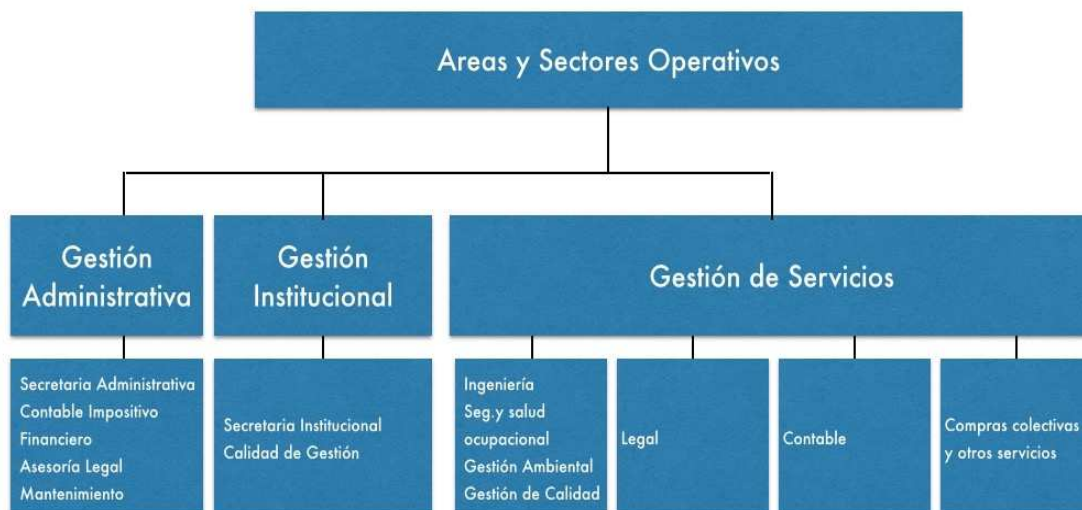 Areas y Sectores Operativos
Gestión
Administrativa
Gestión
Institucional
Gestión de Servicios
Secretaria Administrativa
Contable Impositivo
Financiero
Asesoría Legal
Mantenimiento
Secretaria Institucional
Calidad de Gestión
Ingeniería
Seg.y salud
ocupacional
Gestión Ambiental
Gestión de Calidad
Legal
Contable
Compras colectivas
y otros servicios